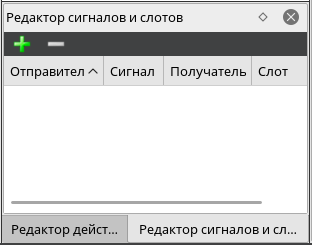 Редактор сигналов и слотов
Отправител Сигнал Получатель Слот
Редактор дейст... Редактор сигналов и сл...